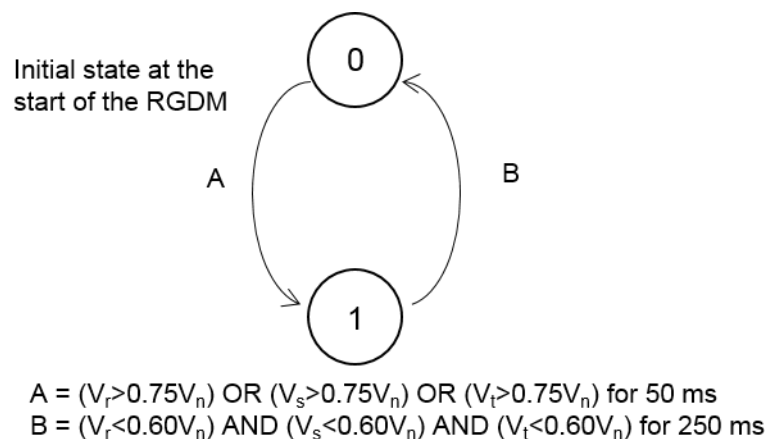 0
Initial state at the
start of the RGDM
A
B
1
A = (Vr>0.75Vn) OR (Vs>0.75Vn) OR (Vt>0.75Vn) for 50 ms
B = (Vr<0.60Vn) AND (Vs<0.60Vn) AND (Vt<0.60Vn) for 250 ms